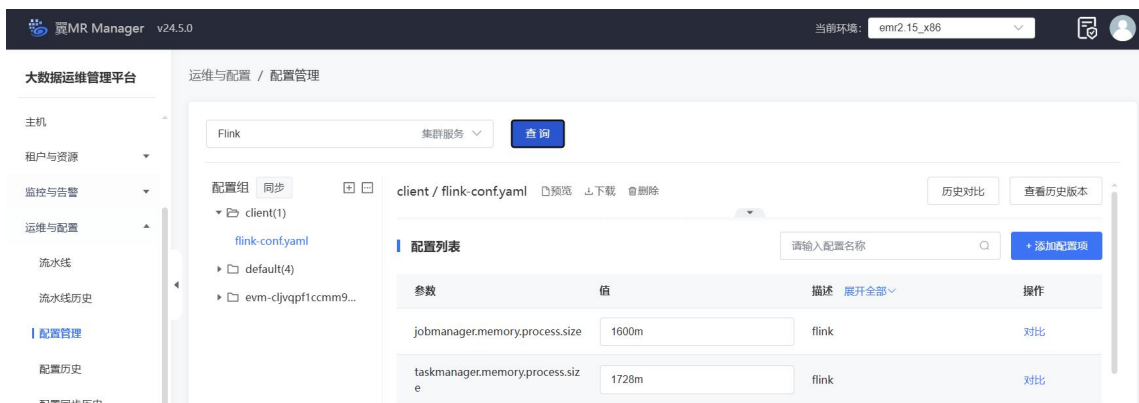 翼MR Manager v24.5.0
当前环境: emr2.15_x86
大数据运维管理平台
运维与配置 / 配置管理
主机
租户与资源
监控与告警
运维与配置
流水线
流水线历史
配置管理
配置历史
Flink 集群服务 查询
配置组 同步
client(1)
flink-conf.yaml
default(4)
evm-cljvqpf1ccmm9...
client / flink-conf.yaml 预览 下载 删除 历史对比 查看历史版本
配置列表 请输入配置名称 + 添加配置项
参数 值 描述 展开全部 操作
jobmanager.memory.process.size 1600m flink 对比
taskmanager.memory.process.siz
e 1728m flink 对比